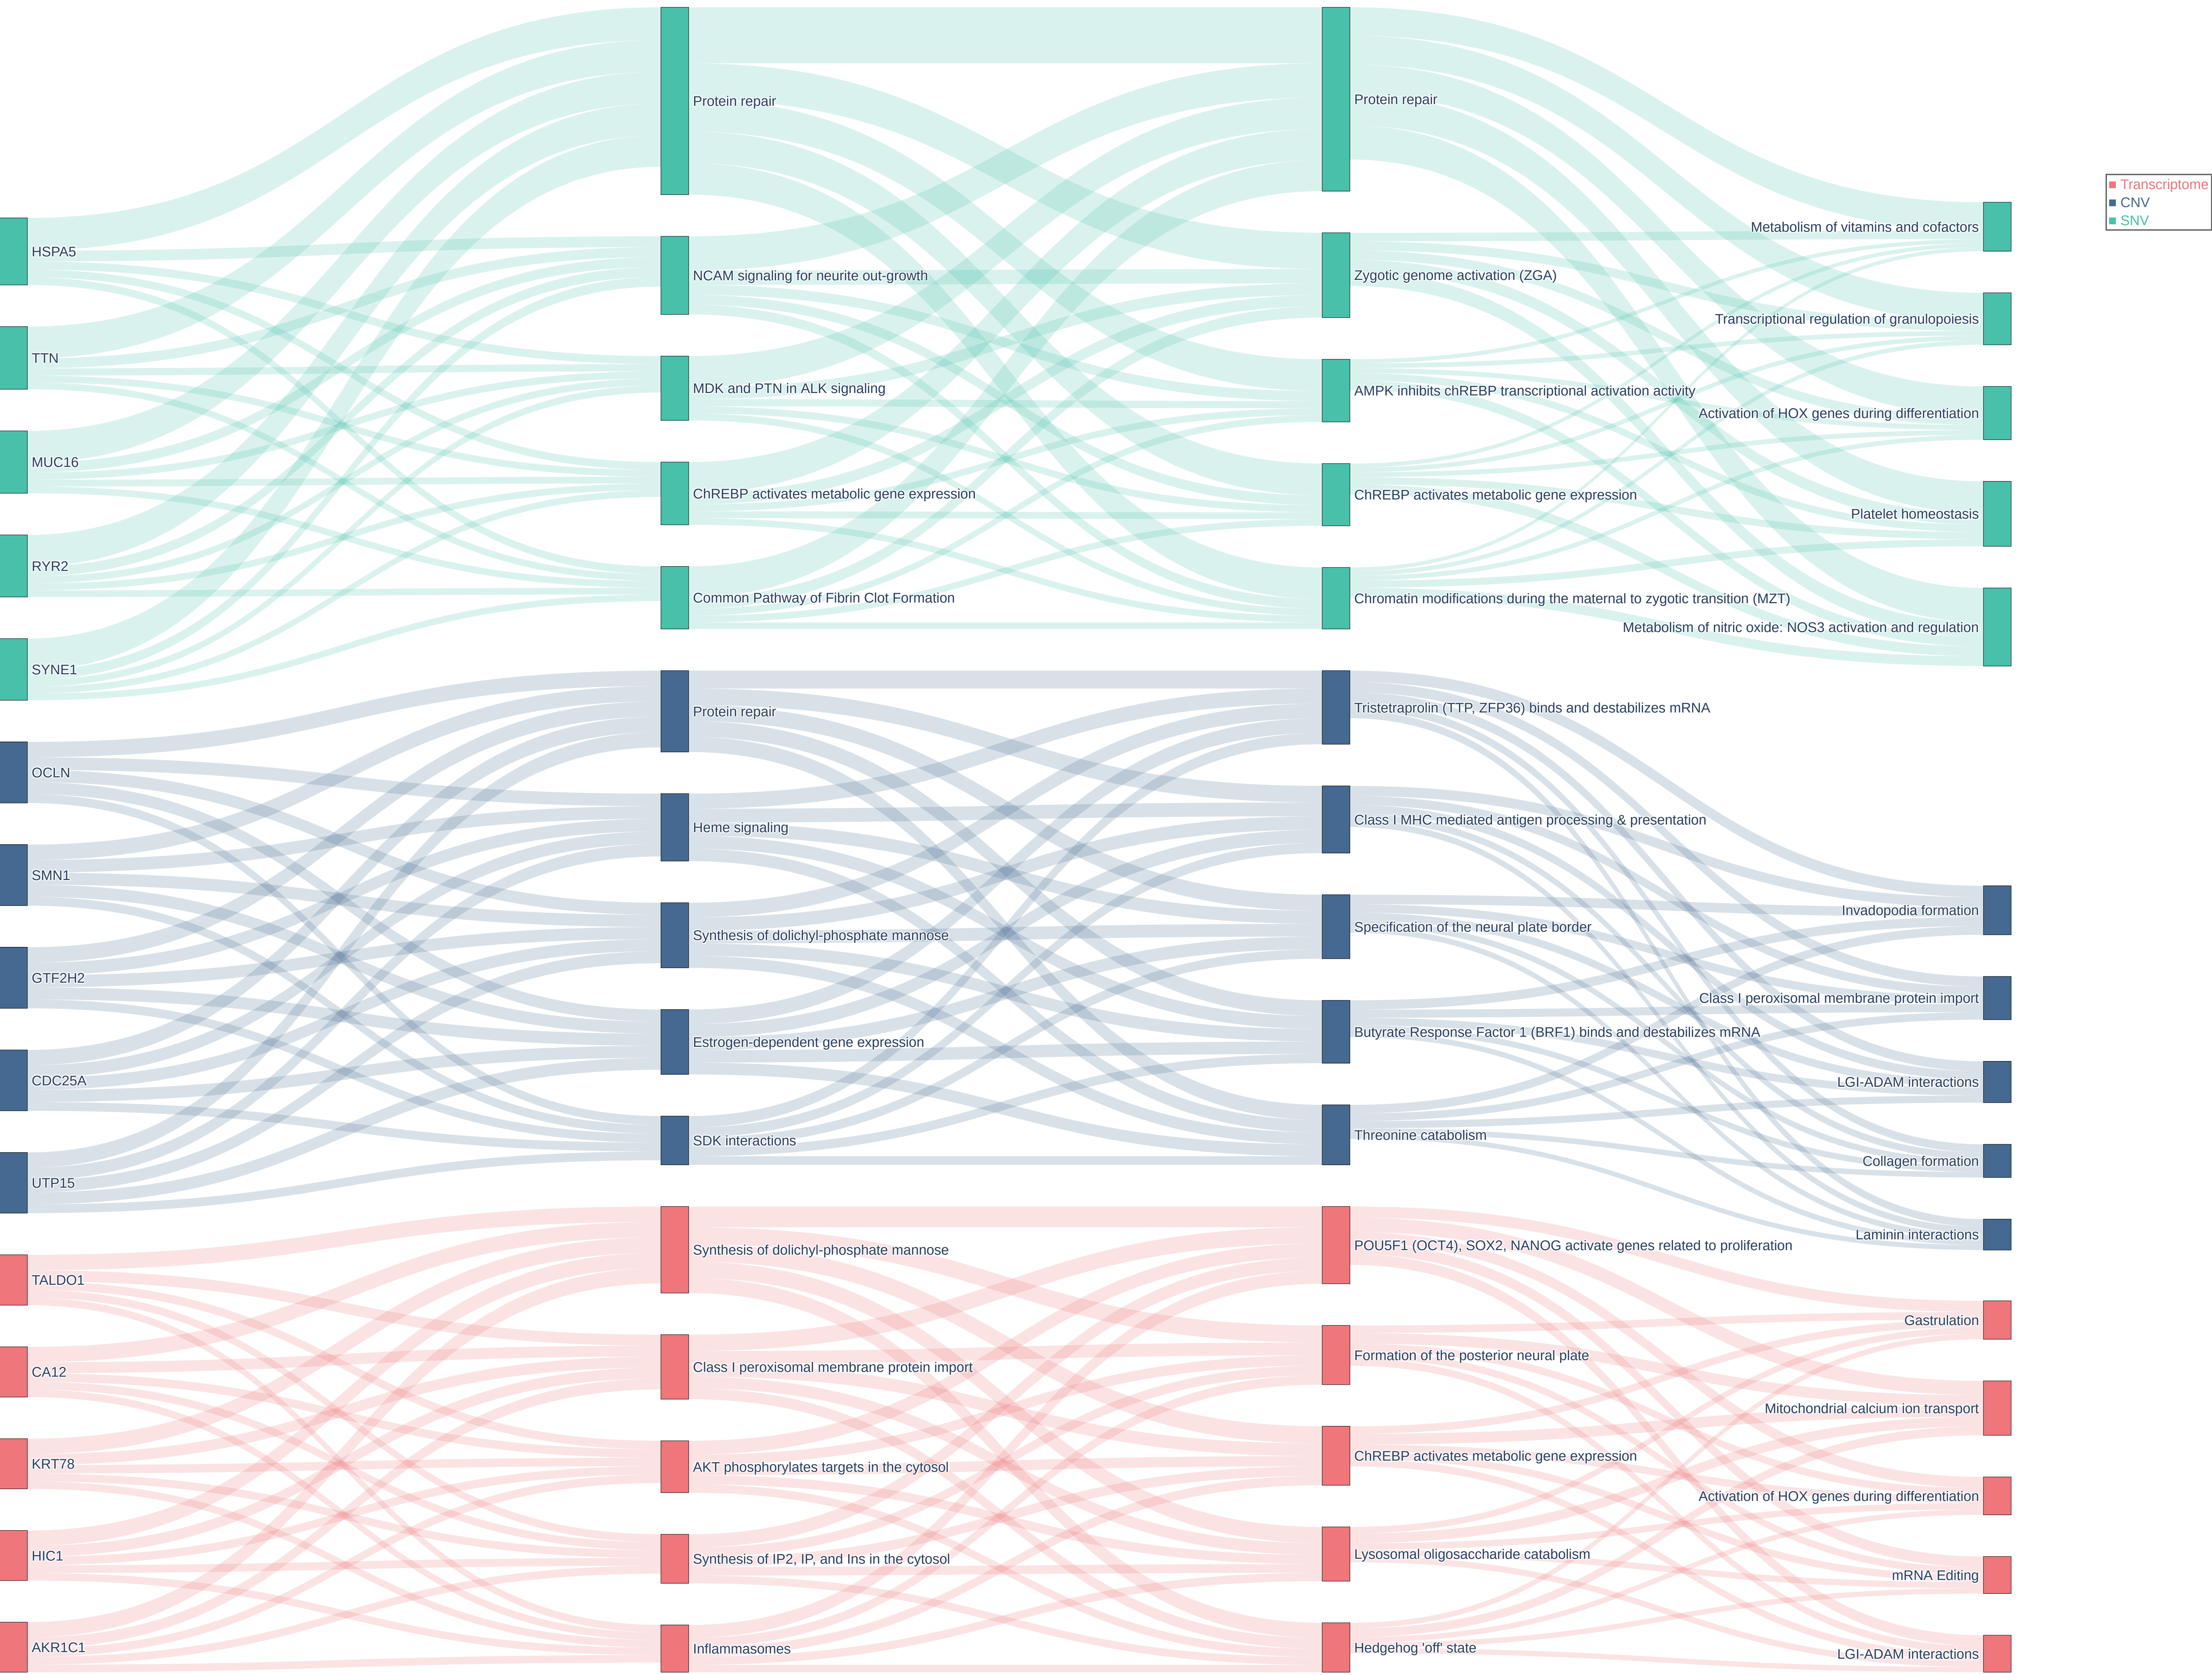 HSPA5
TTN
MUC16
RYR2
SYNE1
OCLN
SMN1
GTF2H2
CDC25A
UTP15
TALDO1
CA12
KRT78
HIC1
AKR1C1
Protein repair
NCAM signaling for neurite out-growth
MDK and PTN in ALK signaling
ChREBP activates metabolic gene expression
Common Pathway of Fibrin Clot Formation
Protein repair
Heme signaling
Synthesis of dolichyl-phosphate mannose
Estrogen-dependent gene expression
SDK interactions
Synthesis of dolichyl-phosphate mannose
Class I peroxisomal membrane protein import
AKT phosphorylates targets in the cytosol
Synthesis of IP2, IP, and Ins in the cytosol
Inflammasomes
Protein repair
Zygotic genome activation (ZGA)
AMPK inhibits chREBP transcriptional activation activity
ChREBP activates metabolic gene expression
Chromatin modifications during the maternal to zygotic transition (MZT)
Tristetraprolin (TTP, ZFP36) binds and destabilizes mRNA
Class I MHC mediated antigen processing & presentation
Specification of the neural plate border
Butyrate Response Factor 1 (BRF1) binds and destabilizes mRNA
Threonine catabolism
POU5F1 (OCT4), SOX2, NANOG activate genes related to proliferation
Formation of the posterior neural plate
ChREBP activates metabolic gene expression
Lysosomal oligosaccharide catabolism
Hedgehog 'off' state
Metabolism of vitamins and cofactors
Transcriptional regulation of granulopoiesis
Activation of HOX genes during differentiation
Platelet homeostasis
Metabolism of nitric oxide: NOS3 activation and regulation
Invadopodia formation
Class I peroxisomal membrane protein import
LGI-ADAM interactions
Collagen formation
Laminin interactions
Gastrulation
Mitochondrial calcium ion transport
Activation of HOX genes during differentiation
mRNA Editing
LGI-ADAM interactions
Transcriptome
CNV
SNV